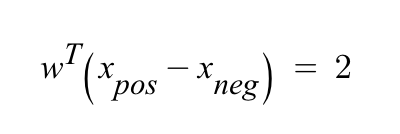 w^T(x_pos − x_neg) = 2